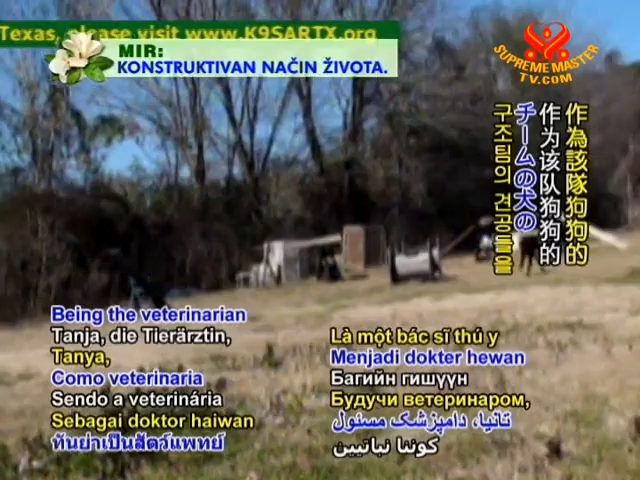 Texas, please visit www.K9SARTX.org
MIR:
KONSTRUKTIVAN NAČIN ŽIVOTA.
SUPREME MASTER
TV.COM
作為該隊狗狗的
作为该队狗狗的
チームの犬の
구조팀의 견공들을
Being the veterinarian
Tanja, die Tierärztin,
Tanya,
Como veterinaria
Sendo a veterinária
Sebagai doktor haiwan
ทันย่าเป็นสัตว์แพทย์
Là một bác sĩ thú y
Menjadi dokter hewan
Багийн гишүүн
Будучи ветеринаром,
تانیا، دامپزشک مسئول
كوننا نباتيين